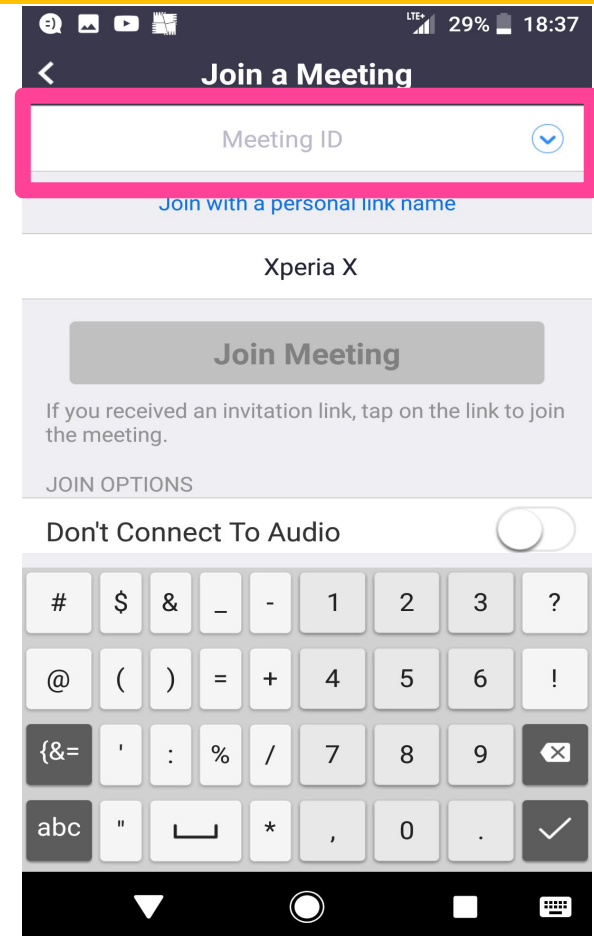 LTE+ 29% 18:37
Join a Meeting
Meeting ID
Join with a personal link name
Xperia X
Join Meeting
If you received an invitation link, tap on the link to join
the meeting.
JOIN OPTIONS
Don't Connect To Audio
# $ & _ - 1 2 3 ?
@ ( ) = + 4 5 6 !
{&= ' : % / 7 8 9
abc " * , 0 .